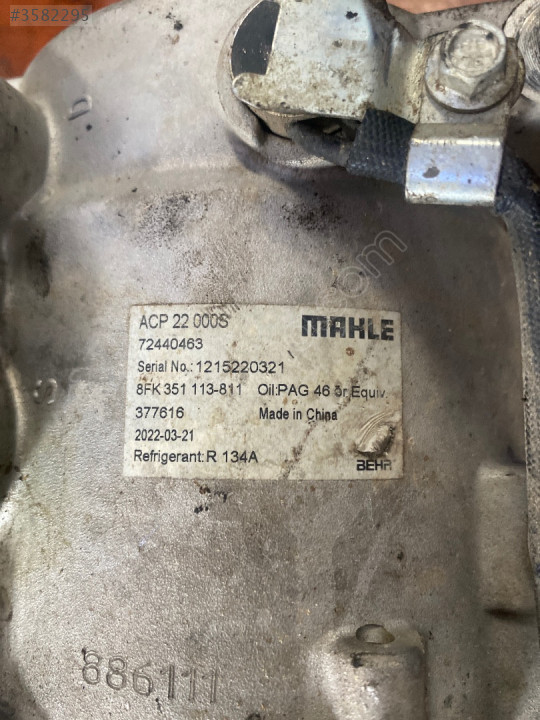 #3582295
D
ACP 22 000S MAHLE
72440463
Serial No.:1215220321
8FK 351 113-811 Oil:PAG 46 or Equiv.
377616 Made in China
2022-03-21
Refrigerant:R 134A BEHR
S
886111